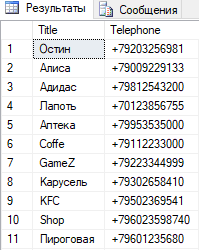 Результаты Сообщения
Title Telephone
1 Остин +79203256981
2 Алиса +79009229133
3 Адидас +79812543200
4 Лапоть +70123856755
5 Аптека +79953535000
6 Coffe +79112233000
7 GameZ +79223344999
8 Карусель +79302658410
9 KFC +79502369541
10 Shop +796023598740
11 Пироговая +79601235680